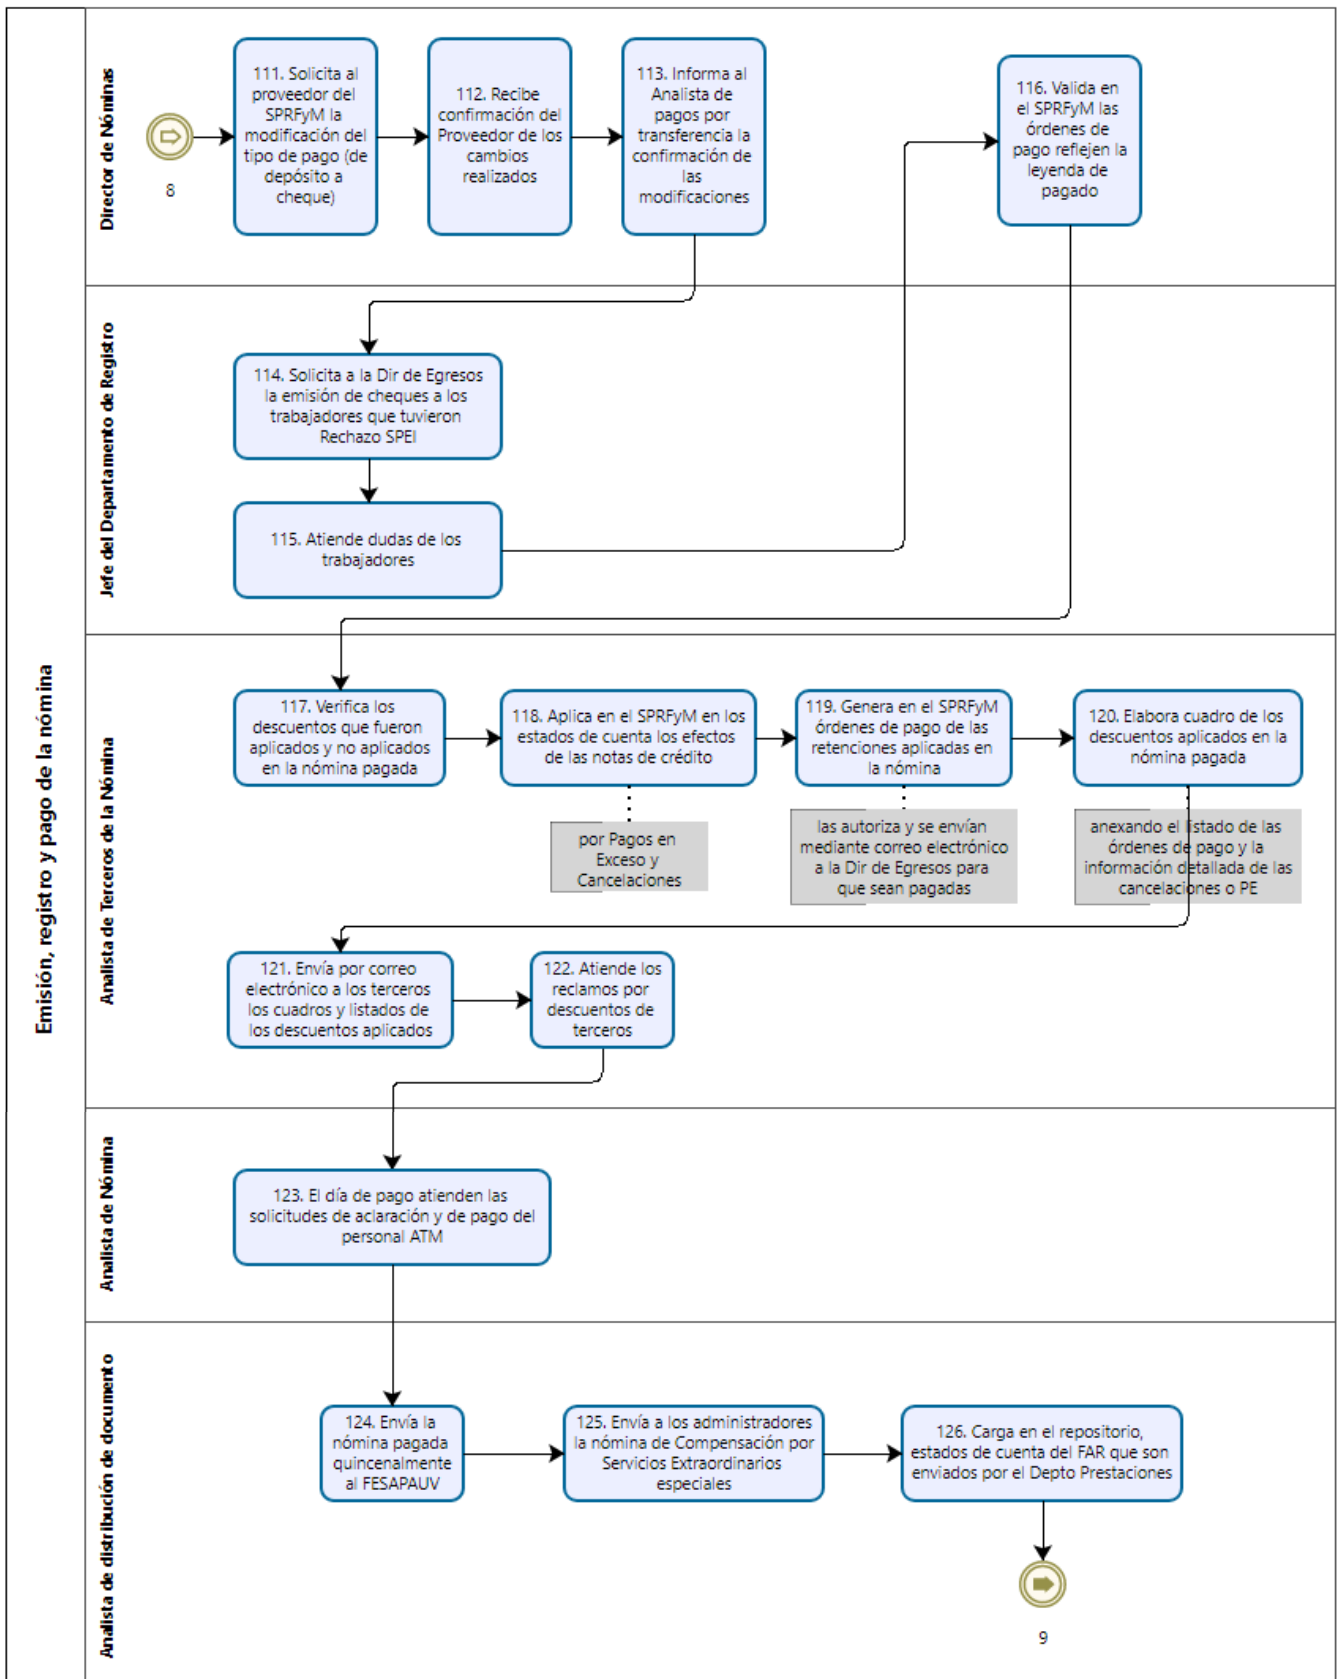 Emisión, registro y pago de la nómina
Director de Nóminas
8
111. Solicita al
proveedor del
SPRFyM la
modificación del
tipo de pago (de
depósito a
cheque)
112. Recibe
confirmación del
Proveedor de los
cambios
realizados
113. Informa al
Analista de
pagos por
transferencia la
confirmación de
las
modificaciones
116. Valida en
el SPRFyM las
órdenes de
pago reflejen la
leyenda de
pagado
Jefe del Departamento de Registro
114. Solicita a la Dir de Egresos
la emisión de cheques a los
trabajadores que tuvieron
Rechazo SPEI
115. Atiende dudas de los
trabajadores
Analista de Terceros de la Nómina
117. Verifica los
descuentos que fueron
aplicados y no aplicados
en la nómina pagada
118. Aplica en el SPRFyM en los
estados de cuenta los efectos
de las notas de crédito
119. Genera en el SPRFyM
órdenes de pago de las
retenciones aplicadas en
la nómina
120. Elabora cuadro de los
descuentos aplicados en la
nómina pagada
por Pagos en
Exceso y
Cancelaciones
las autoriza y se envían
mediante correo electrónico
a la Dir de Egresos para
que sean pagadas
anexando el listado de las
órdenes de pago y la
información detallada de las
cancelaciones o PE
121. Envía por correo
electrónico a los terceros
los cuadros y listados de
los descuentos aplicados
122. Atiende los
reclamos por
descuentos de
terceros
Analista de Nómina
123. El día de pago atienden las
solicitudes de aclaración y de pago del
personal ATM
Analista de distribución de documento
124. Envía la
nómina pagada
quincenalmente
al FESAPAUV
125. Envía a los administradores
la nómina de Compensación por
Servicios Extraordinarios
especiales
126. Carga en el repositorio,
estados de cuenta del FAR que son
enviados por el Depto Prestaciones
9